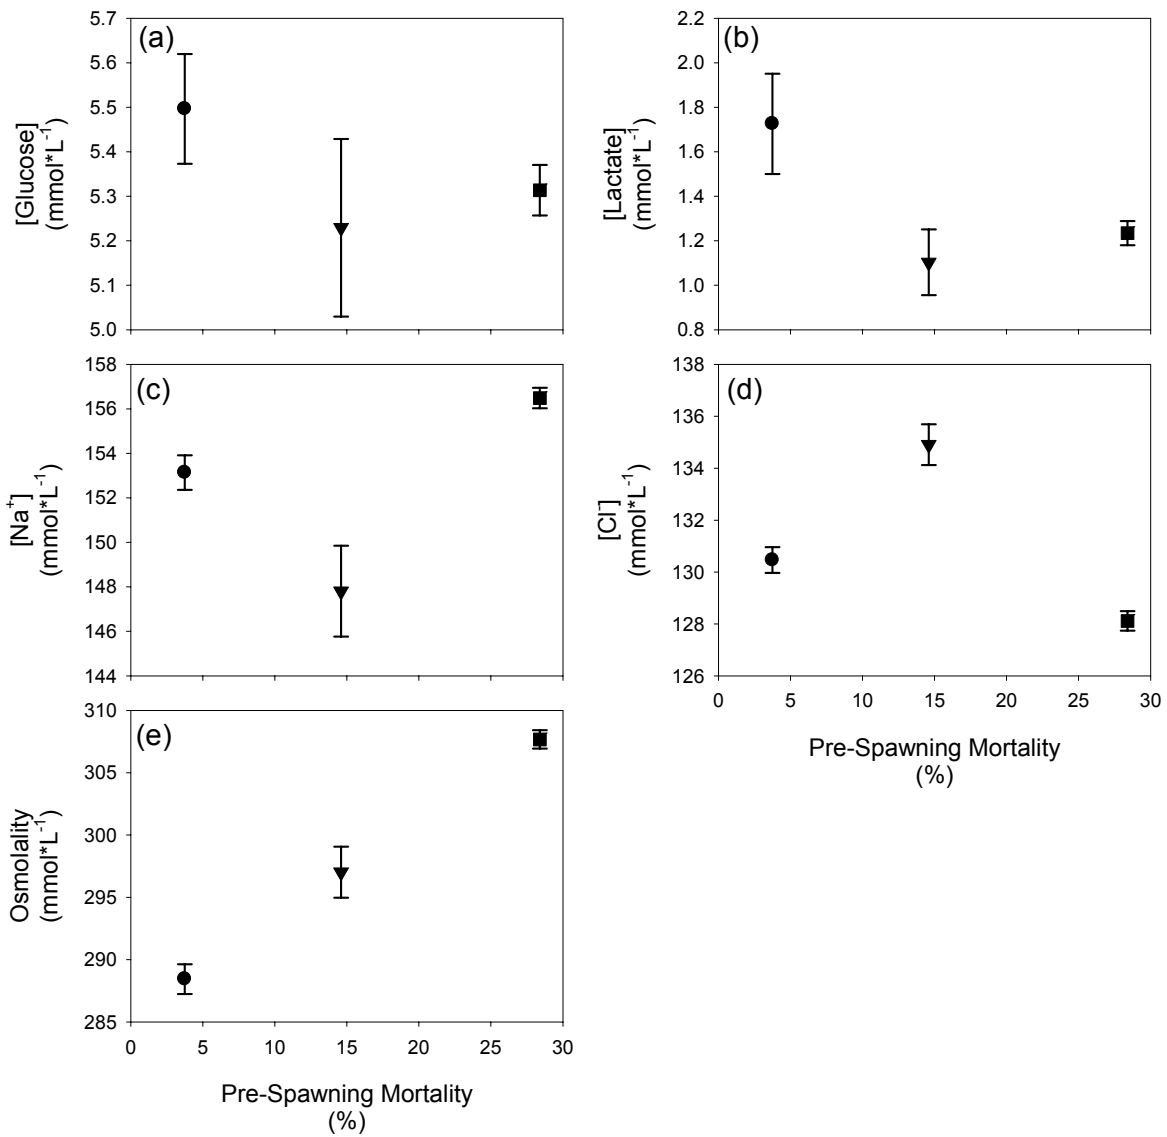 (a)
[Glucose]
(mmol*L-1)
5.7
5.6
5.5
5.4
5.3
5.2
5.1
5.0
(b)
[Lactate]
(mmol*L-1)
2.2
2.0
1.8
1.6
1.4
1.2
1.0
0.8
(c)
[Na+]
(mmol*L-1)
158
156
154
152
150
148
146
144
(d)
[Cl-]
(mmol*L-1)
138
136
134
132
130
128
126
0 5 10 15 20 25 30
Pre-Spawning Mortality
(%)
(e)
Osmolality
(mmol*L-1)
310
305
300
295
290
285
0 5 10 15 20 25 30
Pre-Spawning Mortality
(%)